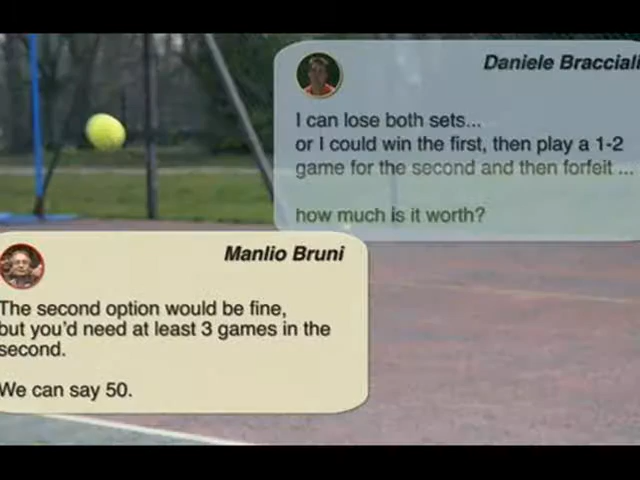 Daniele Bracciali
I can lose both sets...
or I could win the first, then play a 1-2
game for the second and then forfeit ...
how much is it worth?
Manlio Bruni
The second option would be fine,
but you'd need at least 3 games in the
second.
We can say 50.